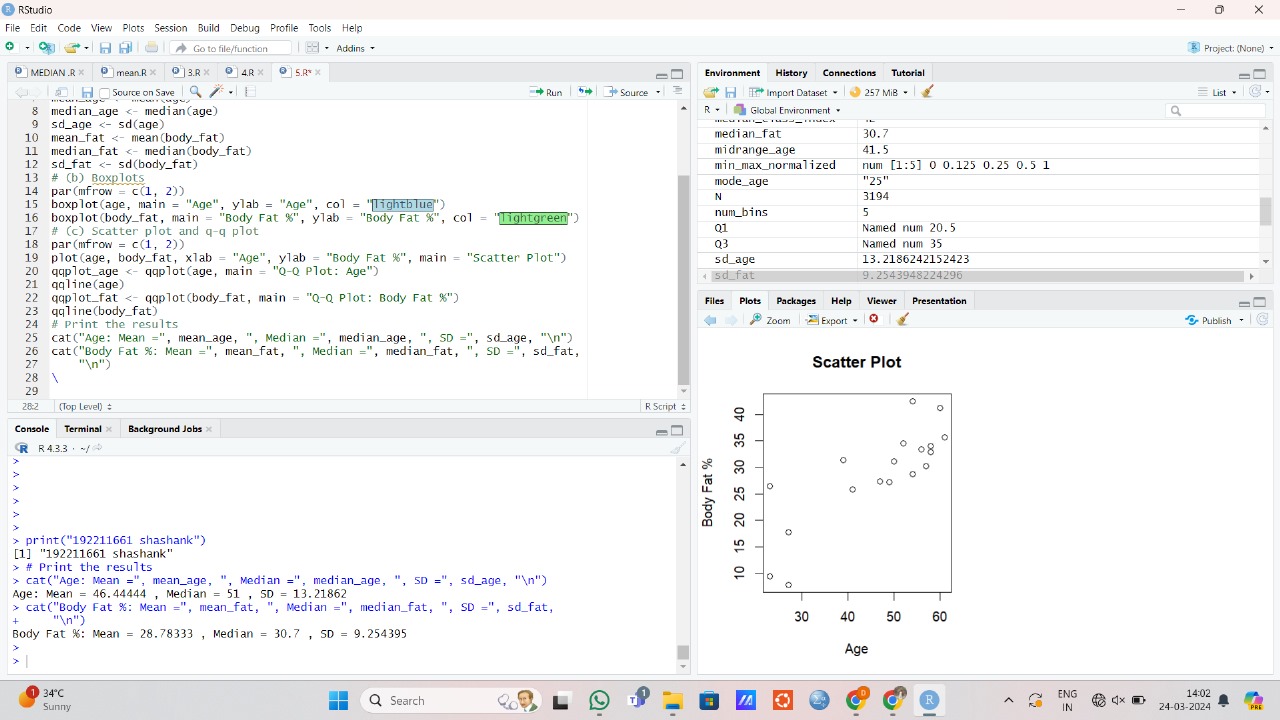 RStudio
File Edit Code View Plots Session Build Debug Profile Tools Help
Go to file/function Addins Project: (None)
MEDIAN .R mean.R 3.R 4.R 5.R*
Source on Save Run Source
8 median_age <- median(age)
9 sd_age <- sd(age)
10 mean_fat <- mean(body_fat)
11 median_fat <- median(body_fat)
12 sd_fat <- sd(body_fat)
13 # (b) Boxplots
14 par(mfrow = c(1, 2))
15 boxplot(age, main = "Age", ylab = "Age", col = "lightblue")
16 boxplot(body_fat, main = "Body Fat %", ylab = "Body Fat %", col = "lightgreen")
17 # (c) Scatter plot and q-q plot
18 par(mfrow = c(1, 2))
19 plot(age, body_fat, xlab = "Age", ylab = "Body Fat %", main = "Scatter Plot")
20 qqplot_age <- qqplot(age, main = "Q-Q Plot: Age")
21 qqline(age)
22 qqplot_fat <- qqplot(body_fat, main = "Q-Q Plot: Body Fat %")
23 qqline(body_fat)
24 # Print the results
25 cat("Age: Mean =", mean_age, ", Median =", median_age, ", SD =", sd_age, "\n")
26 cat("Body Fat %: Mean =", mean_fat, ", Median =", median_fat, ", SD =", sd_fat,
27 "\n")
28 \
29
28:2 (Top Level) R Script
Console Terminal Background Jobs
R 4.3.3 · ~/
>
>
>
>
>
>
> print("192211661 shashank")
[1] "192211661 shashank"
> # Print the results
> cat("Age: Mean =", mean_age, ", Median =", median_age, ", SD =", sd_age, "\n")
Age: Mean = 46.44444 , Median = 51 , SD = 13.21862
> cat("Body Fat %: Mean =", mean_fat, ", Median =", median_fat, ", SD =", sd_fat,
+ "\n")
Body Fat %: Mean = 28.78333 , Median = 30.7 , SD = 9.254395
>
>
Environment History Connections Tutorial
Import Dataset 257 MiB List
R Global Environment
median_fat 30.7
midrange_age 41.5
min_max_normalized num [1:5] 0 0.125 0.25 0.5 1
mode_age "25"
N 3194
num_bins 5
Q1 Named num 20.5
Q3 Named num 35
sd_age 13.2186242152423
sd_fat 9.2543948224296
Files Plots Packages Help Viewer Presentation
Zoom Export Publish
Scatter Plot
Body Fat %
40
35
30
25
20
15
10
30 40 50 60
Age
1 34°C
Sunny
Search
1
0
ENG
IN
14:02
24-03-2024
PRE